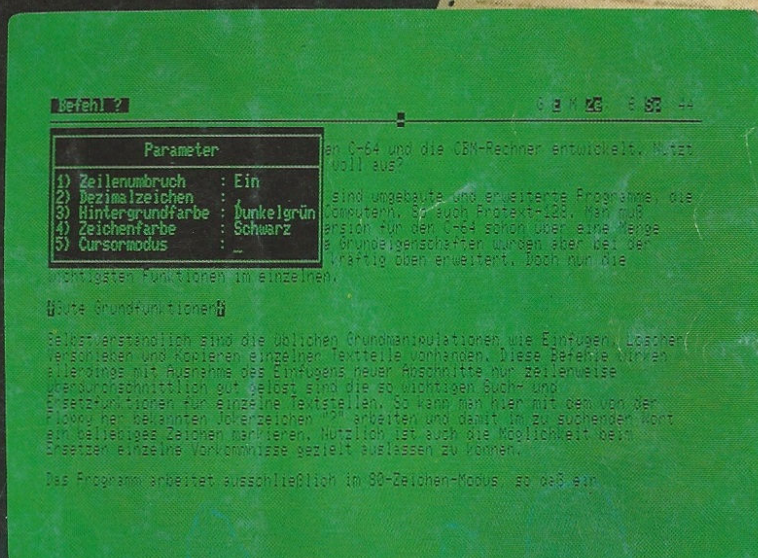 Befehl ?
G E M Ze 8 Sp 44
Parameter
1) Zeilenumbruch : Ein
2) Dezimalzeichen : ,
3) Hintergrundfarbe : Dunkelgrün
4) Zeichenfarbe : Schwarz
5) Cursormodus : _
en C-64 und die CBM-Rechner entwickelt. Nutzt
voll aus?
sind umgebaute und erweiterte Programme, die
Computern. So auch Protext-128. Man muß
ersion für den C-64 schon über eine Menge
e Grundeigenschaften wurden aber bei der
kräftig oden erweitert. Doch nun die
wichtigsten Funktionen im einzelnen.
Gute Grundfunktionen
Selbstverständlich sind die üblichen Grundmanipulationen wie Einfügen, Löschen
Verschieben und Kopieren einzelner Textteile vorhanden. Diese Befehle wirken
allerdings mit Ausnahme des Einfügens neuer Abschnitte nur zeilenweise
Überdurchschnittlich gut gelöst sind die so wichtigen Such- und
Ersetzfunktionen für einzelne Textstellen. So kann man hier mit dem von der
Floppy her bekannten Jokerzeichen "?" arbeiten und damit im zu suchenden Wort
ein beliebiges Zeichen markieren. Nützlich ist auch die Möglichkeit beim
Ersetzen einzelne Vorkommnisse gezielt auslassen zu können.
Das Programm arbeitet ausschließlich im 80-Zeichen-Modus, so daß ein